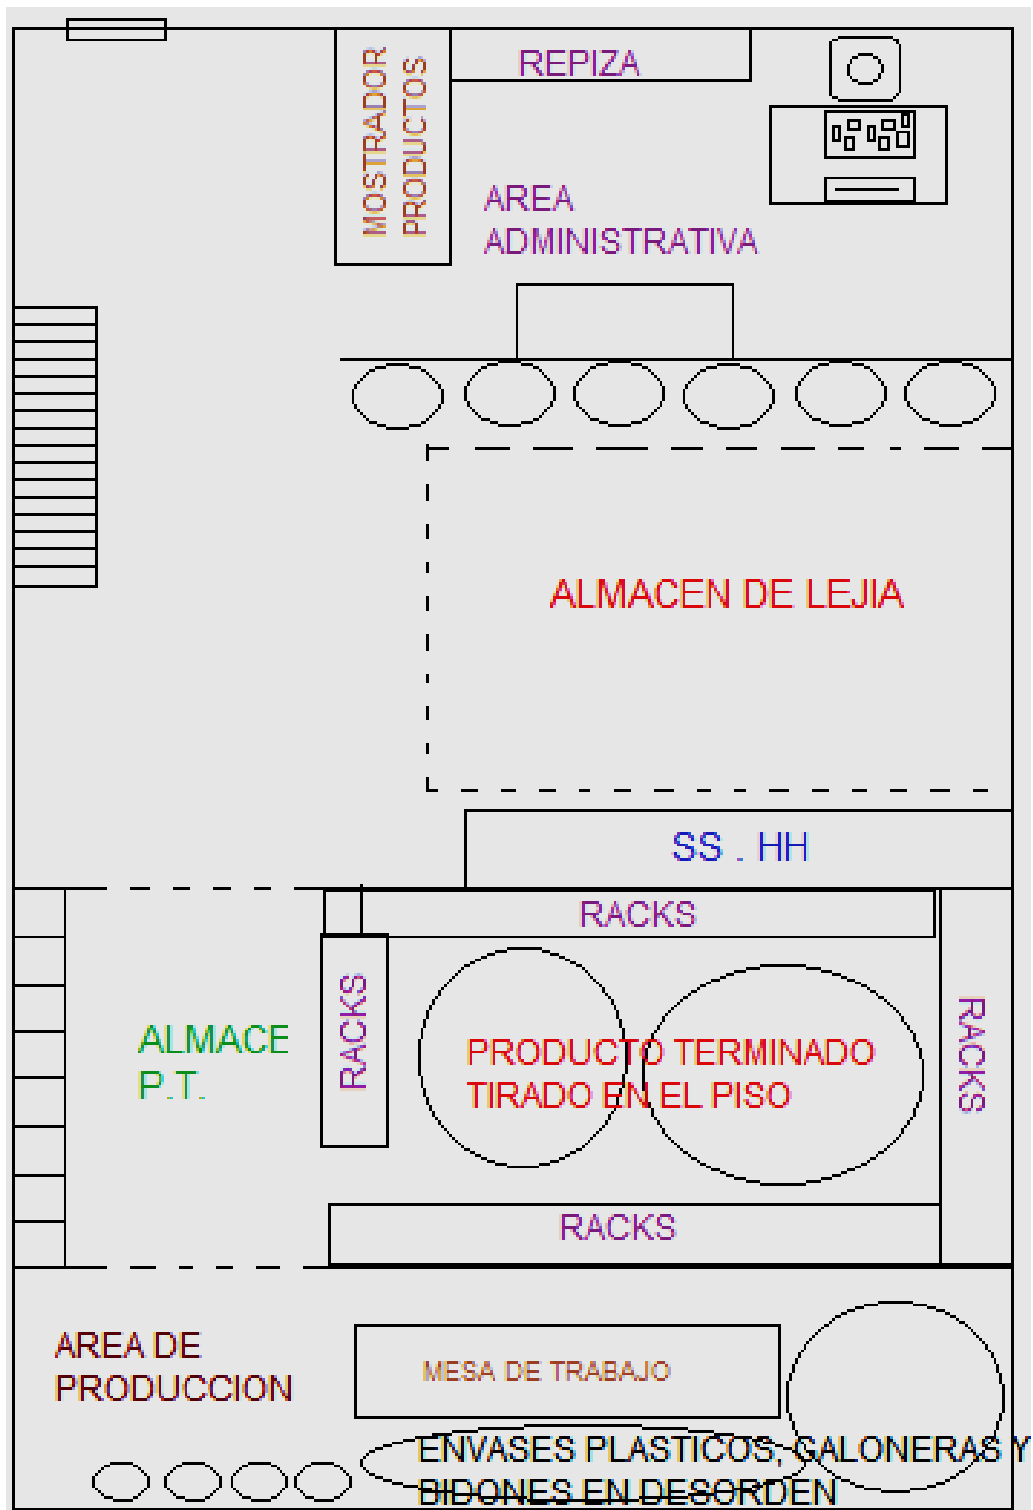 MOSTRADOR
PRODUCTOS
REPIZA
AREA
ADMINISTRATIVA
ALMACEN DE LEJIA
SS . HH
RACKS
RACKS
RACKS
ALMACE
P.T.
PRODUCTO TERMINADO
TIRADO EN EL PISO
RACKS
AREA DE
PRODUCCION
MESA DE TRABAJO
ENVASES PLASTICOS, GALONERAS Y
BIDONES EN DESORDEN